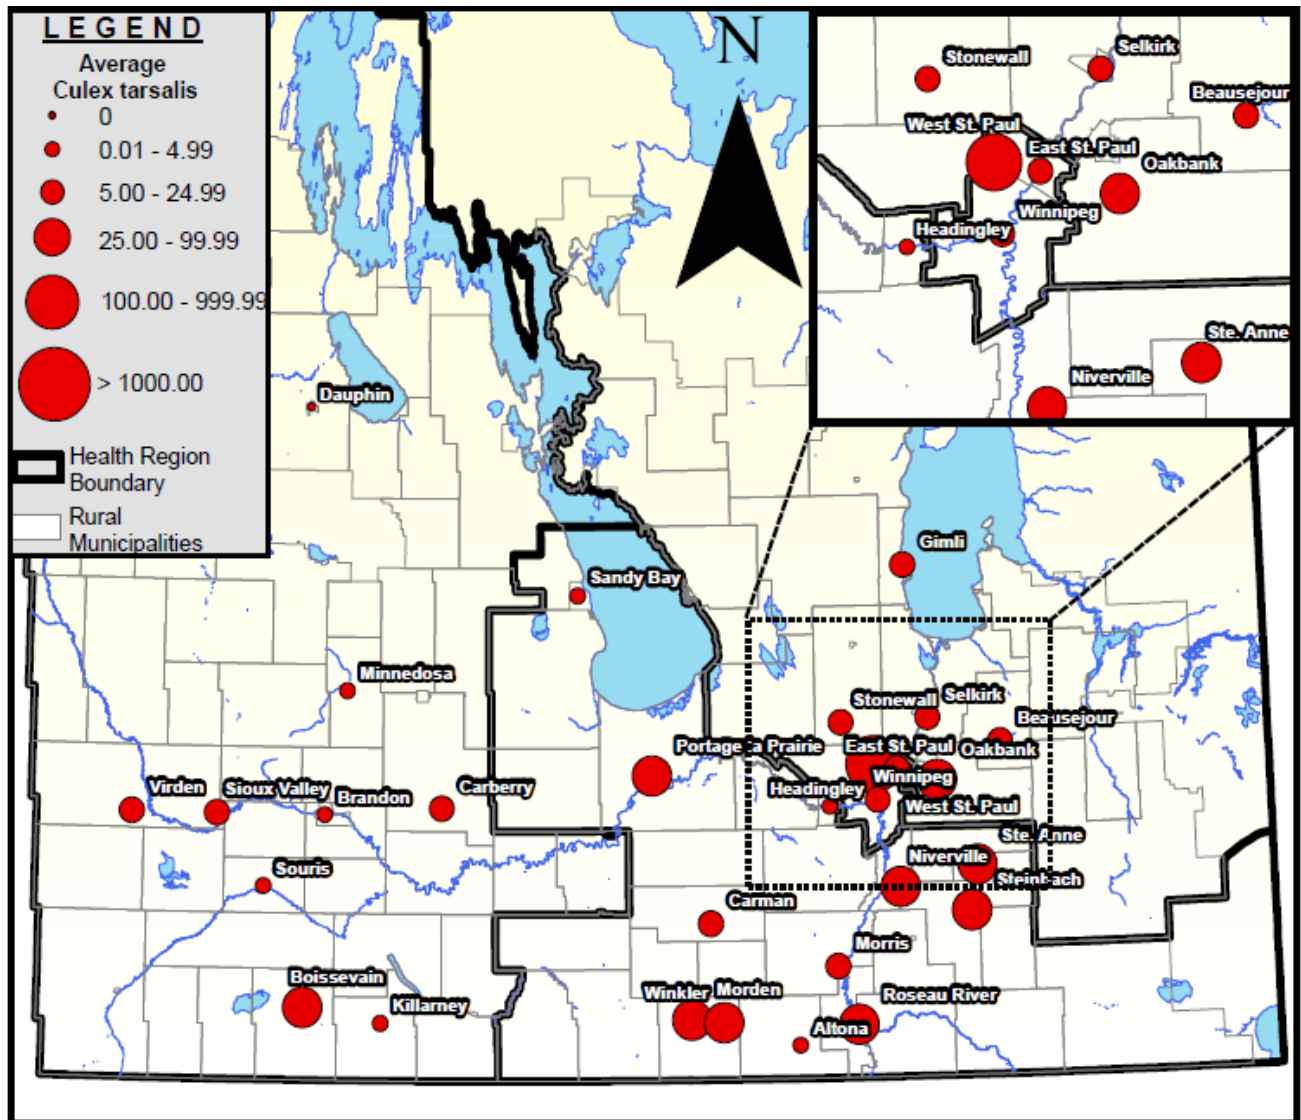 LEGEND
Average
Culex tarsalis
0
0.01 - 4.99
5.00 - 24.99
25.00 - 99.99
100.00 - 999.99
> 1000.00
Health Region
Boundary
Rural
Municipalities
N
Stonewall
Selkirk
Beausejour
West St. Paul
East St. Paul
Oakbank
Winnipeg
Headingley
Ste. Anne
Niverville
Dauphin
Gimli
Sandy Bay
Minnedosa
Stonewall
Selkirk
Beausejour
Portage la Prairie
East St. Paul
Oakbank
Winnipeg
Headingley
West St. Paul
Virden
Sioux Valley
Brandon
Carberry
Ste. Anne
Niverville
Steinbach
Souris
Carman
Morris
Boissevain
Killarney
Winkler
Morden
Roseau River
Altona